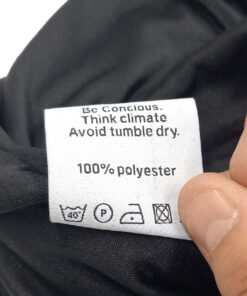 Be Concious.
Think climate
Avoid tumble dry.
100% polyester
40°
P